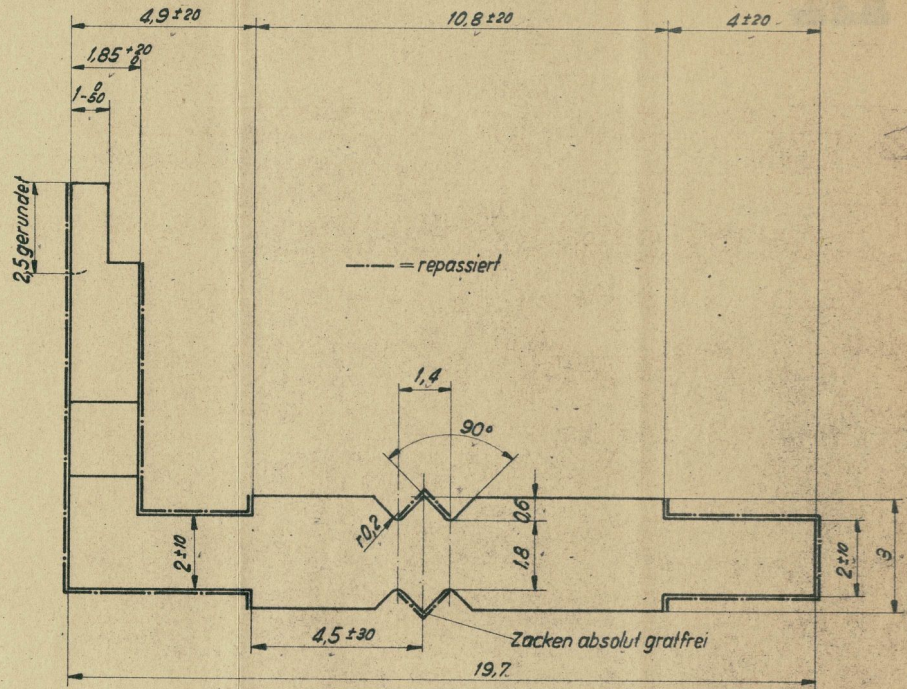 4,9 ±20
10,8 ±20
4 ±20
1,85 +20 0
1 0 -50
2,5 gerundet
= repassiert
1,4
90°
r0,2
0,6
1,8
2 ±10
2 ±10
3
4,5 ±30
Zacken absolut gratfrei
19,7